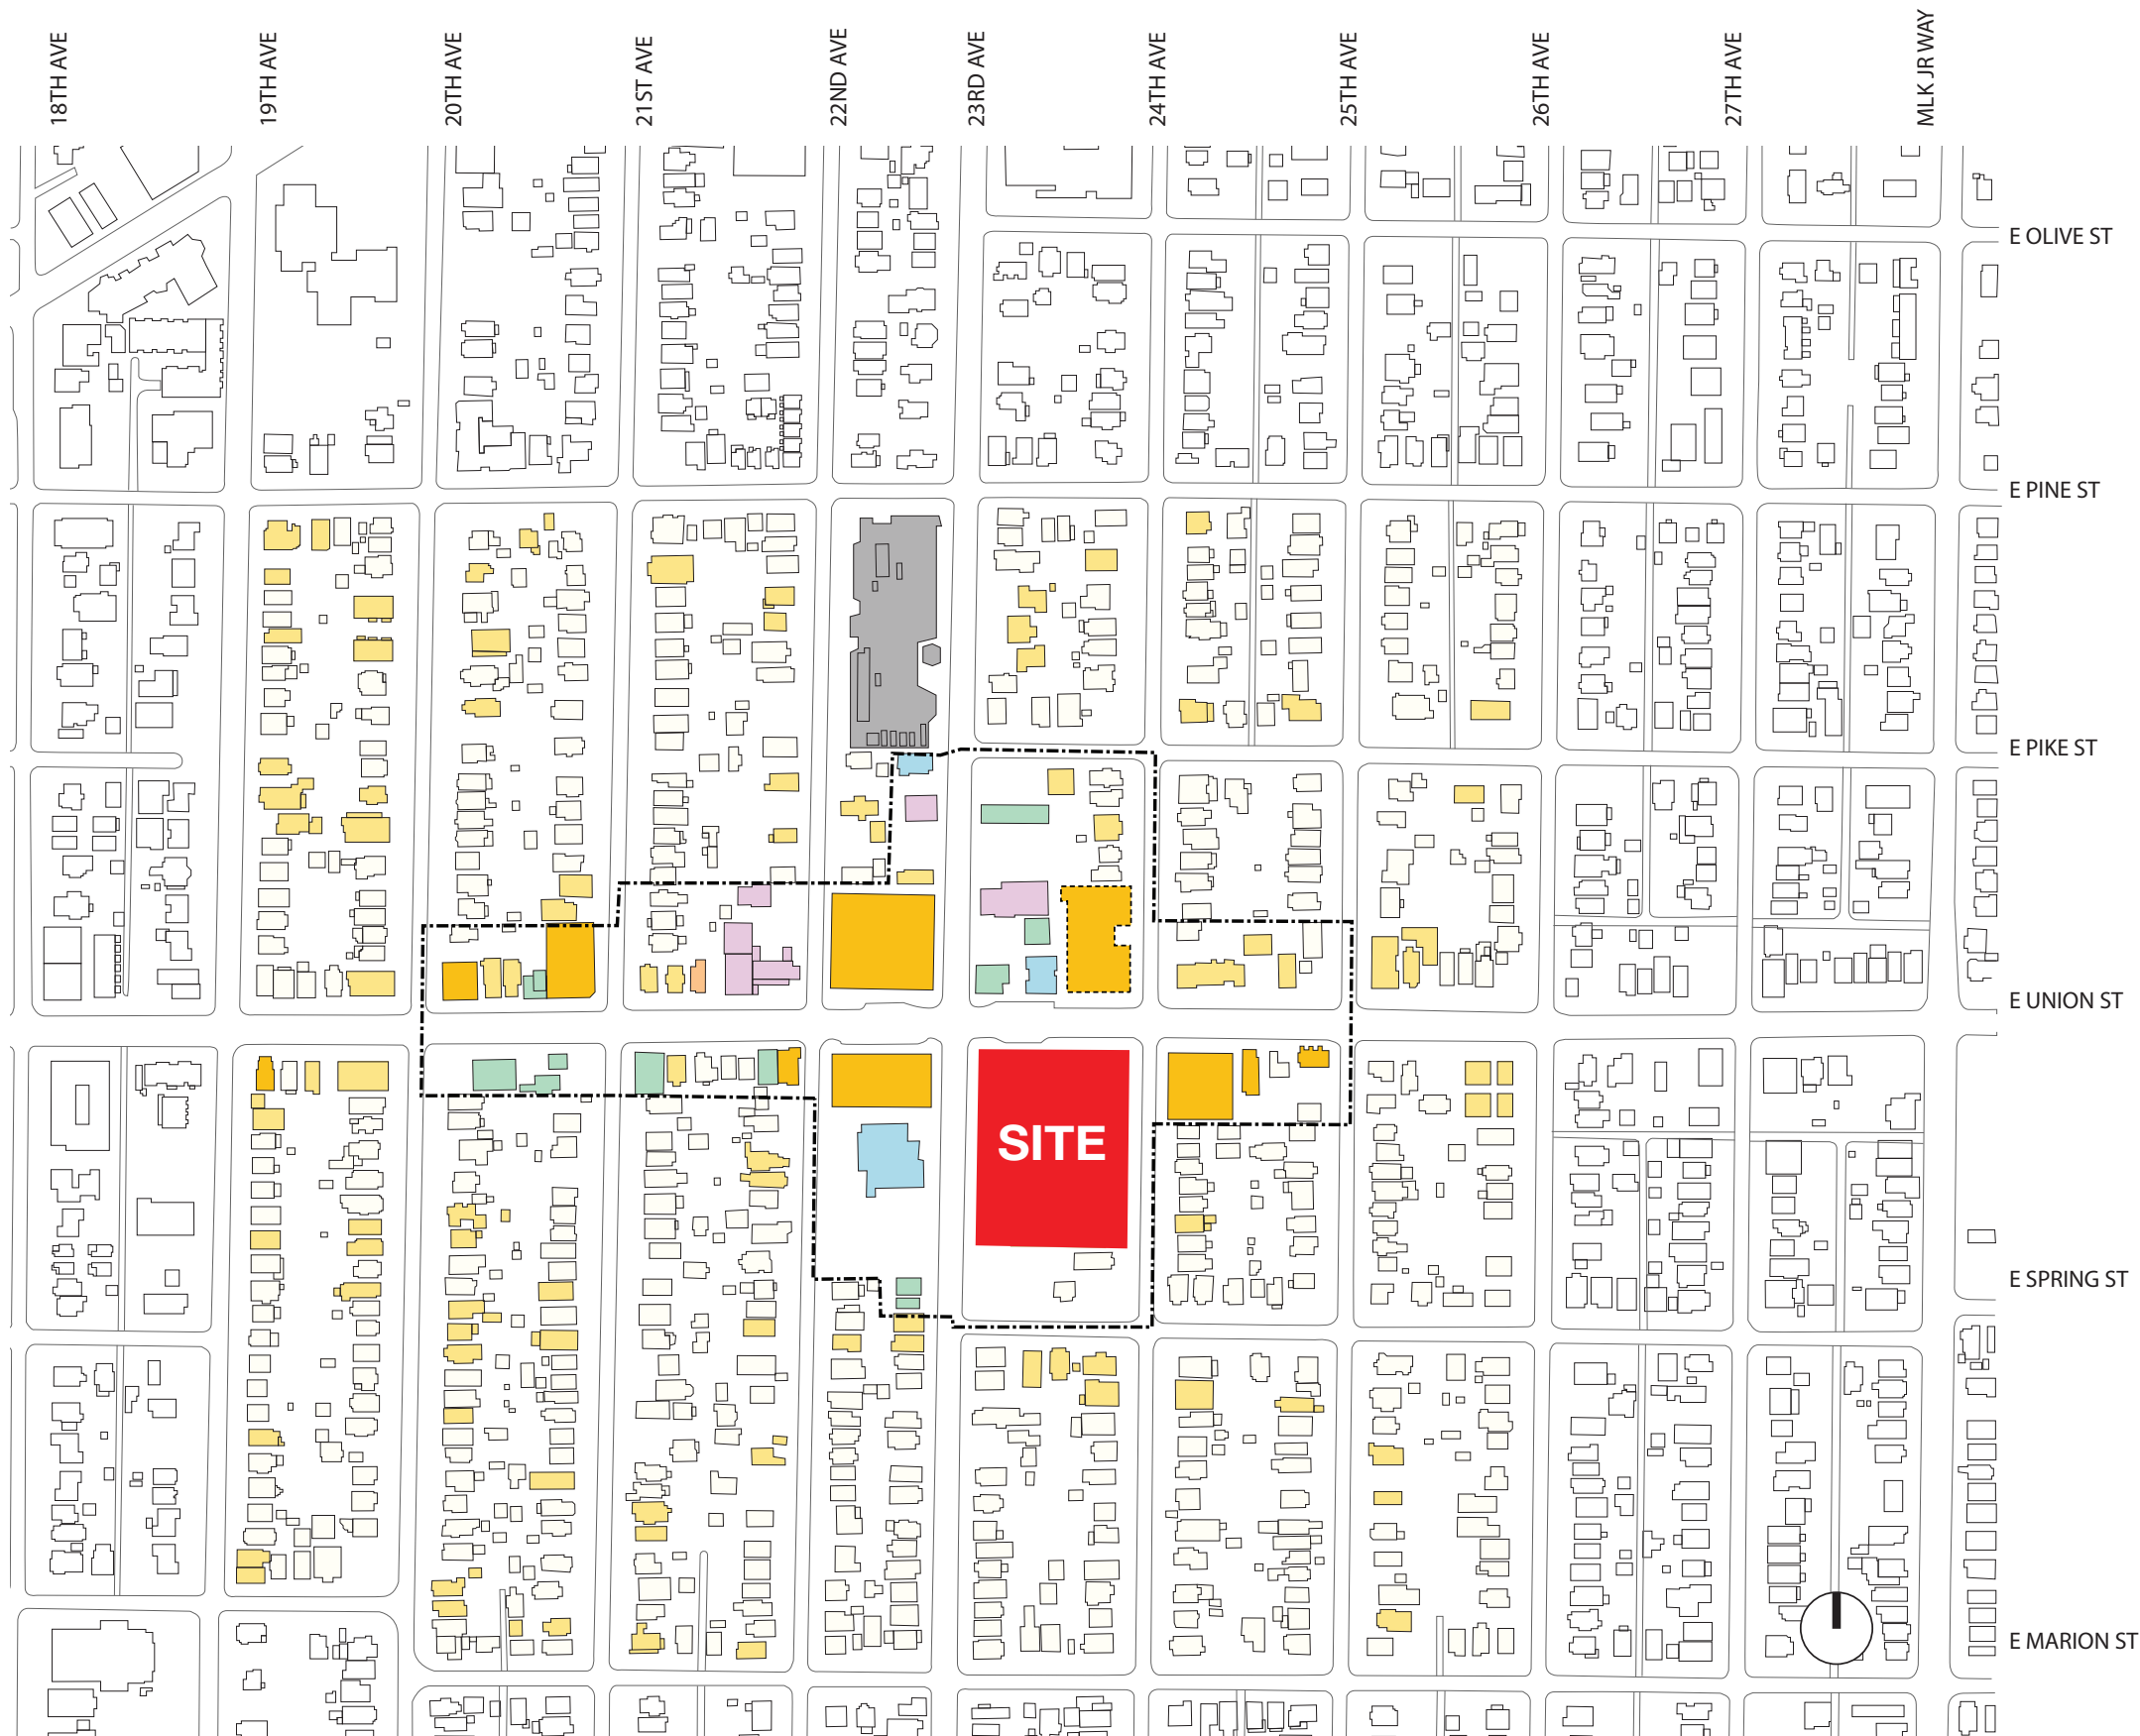 18TH AVE
19TH AVE
20TH AVE
21ST AVE
22ND AVE
23RD AVE
24TH AVE
25TH AVE
26TH AVE
27TH AVE
MLK JR WAY
E OLIVE ST
E PINE ST
E PIKE ST
E UNION ST
SITE
E SPRING ST
E MARION ST